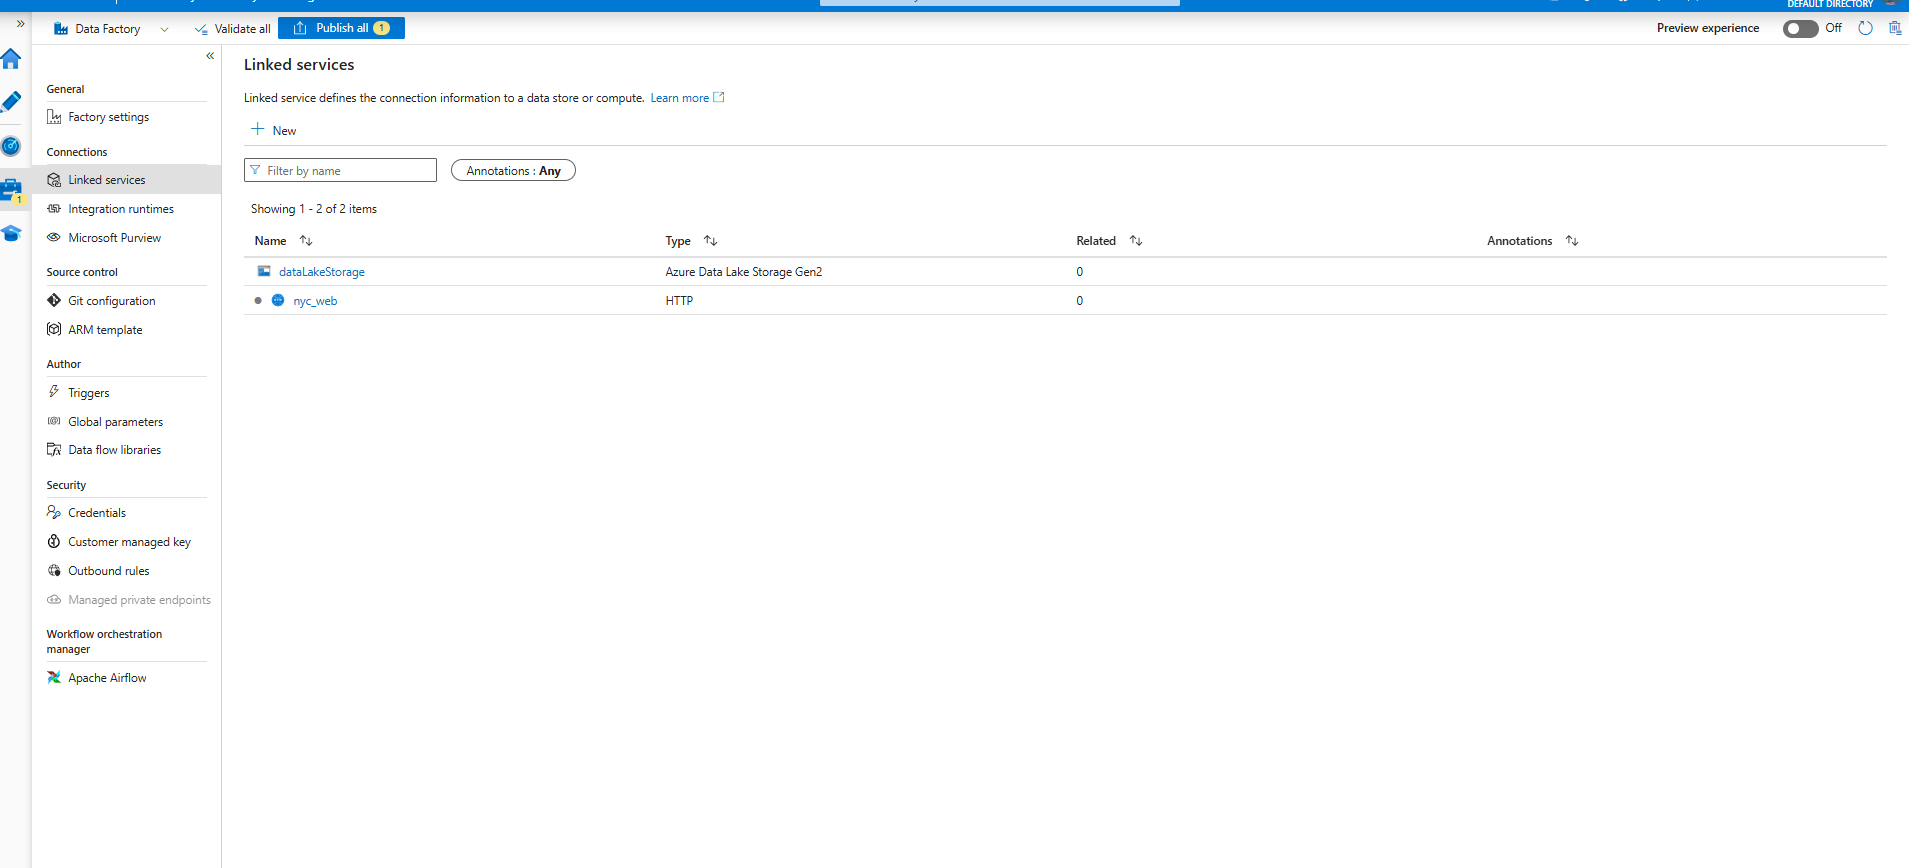 DEFAULT DIRECTORY
Data Factory
Validate all
Publish all 1
Preview experience
Off
General
Factory settings
Connections
Linked services
Integration runtimes
Microsoft Purview
Source control
Git configuration
ARM template
Author
Triggers
Global parameters
Data flow libraries
Security
Credentials
Customer managed key
Outbound rules
Managed private endpoints
Workflow orchestration
manager
Apache Airflow
1
Linked services
Linked service defines the connection information to a data store or compute. Learn more
New
Filter by name
Annotations : Any
Showing 1 - 2 of 2 items
Name Type Related Annotations
dataLakeStorage Azure Data Lake Storage Gen2 0
nyc_web HTTP 0